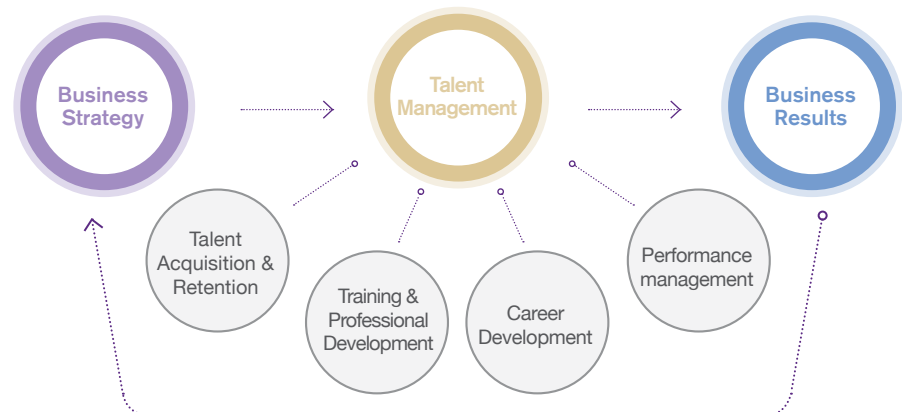 Business
Strategy
Talent
Management
Business
Results
Talent
Acquisition &
Retention
Training &
Professional
Development
Career
Development
Performance
management